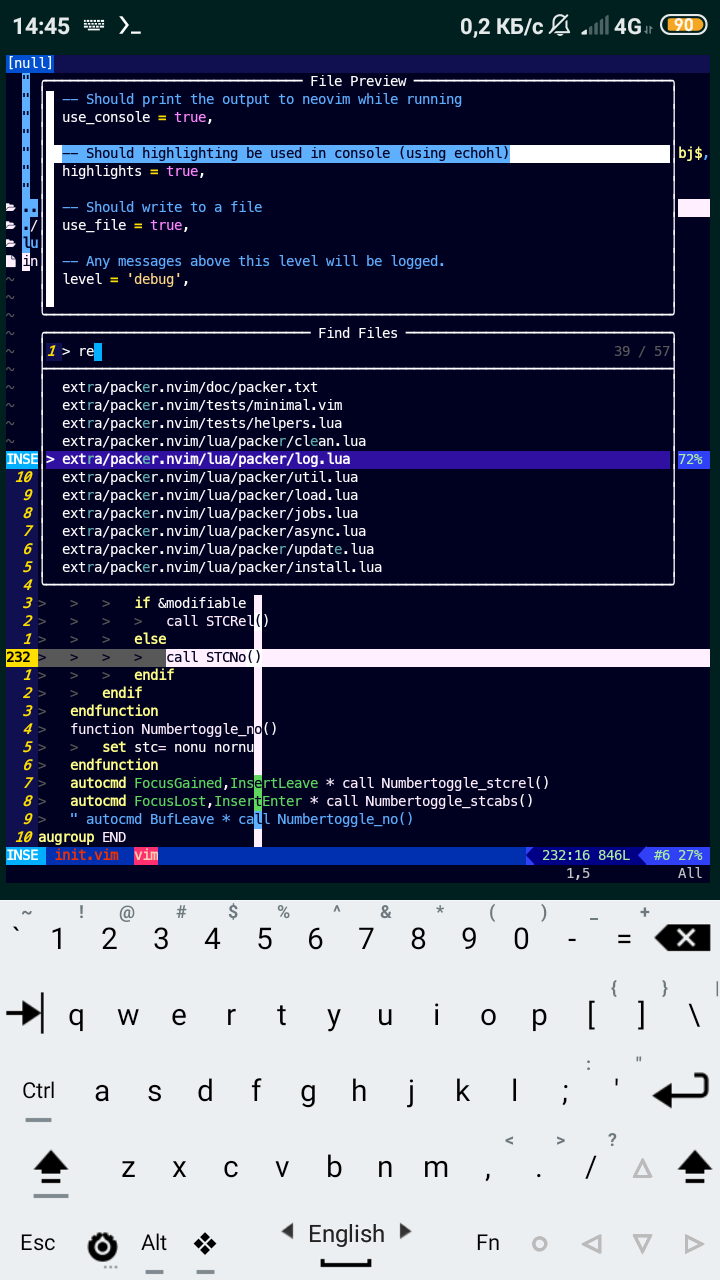 14:45 0,2 КБ/с 4G 90
[null]
File Preview
-- Should print the output to neovim while running
use_console = true,
-- Should highlighting be used in console (using echohl)
bj$,
highlights = true,
..
-- Should write to a file
./
use_file = true,
lu
-- Any messages above this level will be logged.
in
level = 'debug',
~
~
~
Find Files
~
1 > re 39 / 57
~
~
extra/packer.nvim/doc/packer.txt
~
extra/packer.nvim/tests/minimal.vim
~
extra/packer.nvim/tests/helpers.lua
~
extra/packer.nvim/lua/packer/clean.lua
INSE > extra/packer.nvim/lua/packer/log.lua 72%
10 extra/packer.nvim/lua/packer/util.lua
9 extra/packer.nvim/lua/packer/load.lua
8 extra/packer.nvim/lua/packer/jobs.lua
7 extra/packer.nvim/lua/packer/async.lua
6 extra/packer.nvim/lua/packer/update.lua
5 extra/packer.nvim/lua/packer/install.lua
4
3 > > > if &modifiable
2 > > > > call STCRel()
1 > > > else
232 > > > > call STCNo()
1 > > > endif
2 > > endif
3 > endfunction
4 > function Numbertoggle_no()
5 > > set stc= nonu nornu
6 > endfunction
7 > autocmd FocusGained,InsertLeave * call Numbertoggle_stcrel()
8 > autocmd FocusLost,InsertEnter * call Numbertoggle_stcabs()
9 > " autocmd BufLeave * call Numbertoggle_no()
10 augroup END
INSE init.vim vim 232:16 846L #6 27%
1,5 All
~ ! @ # $ % ^ & * ( ) _ +
` 1 2 3 4 5 6 7 8 9 0 - =
{ } |
q w e r t y u i o p [ ] \
: "
Ctrl a s d f g h j k l ; '
< > ?
z x c v b n m , . /
Esc Alt English Fn